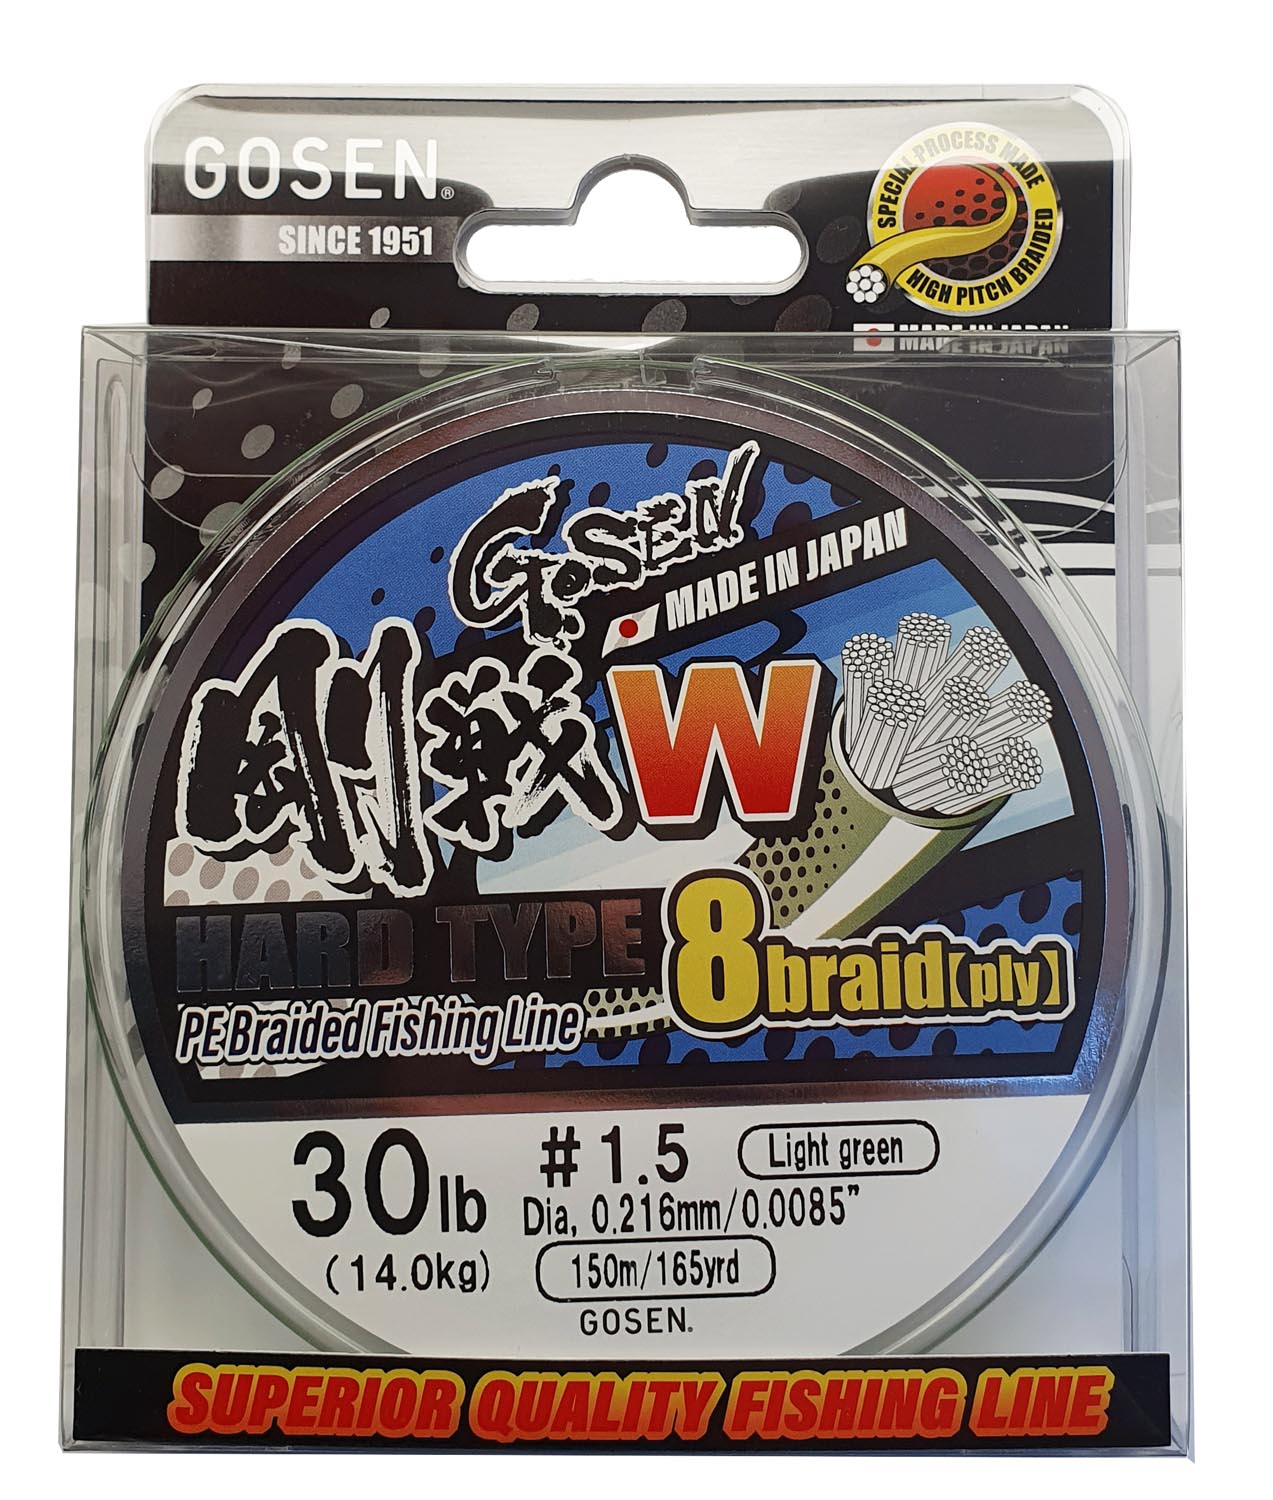 GOSEN®
SINCE 1951
SPECIAL PROCESS MADE
HIGH PITCH BRAIDED
MADE IN JAPAN
GOSEN
MADE IN JAPAN
剛戦W
HARD TYPE
8braid【ply】
PE Braided Fishing Line
30lb
(14.0kg)
#1.5
Light green
Dia, 0.216mm/0.0085”
150m/165yrd
GOSEN®
SUPERIOR QUALITY FISHING LINE